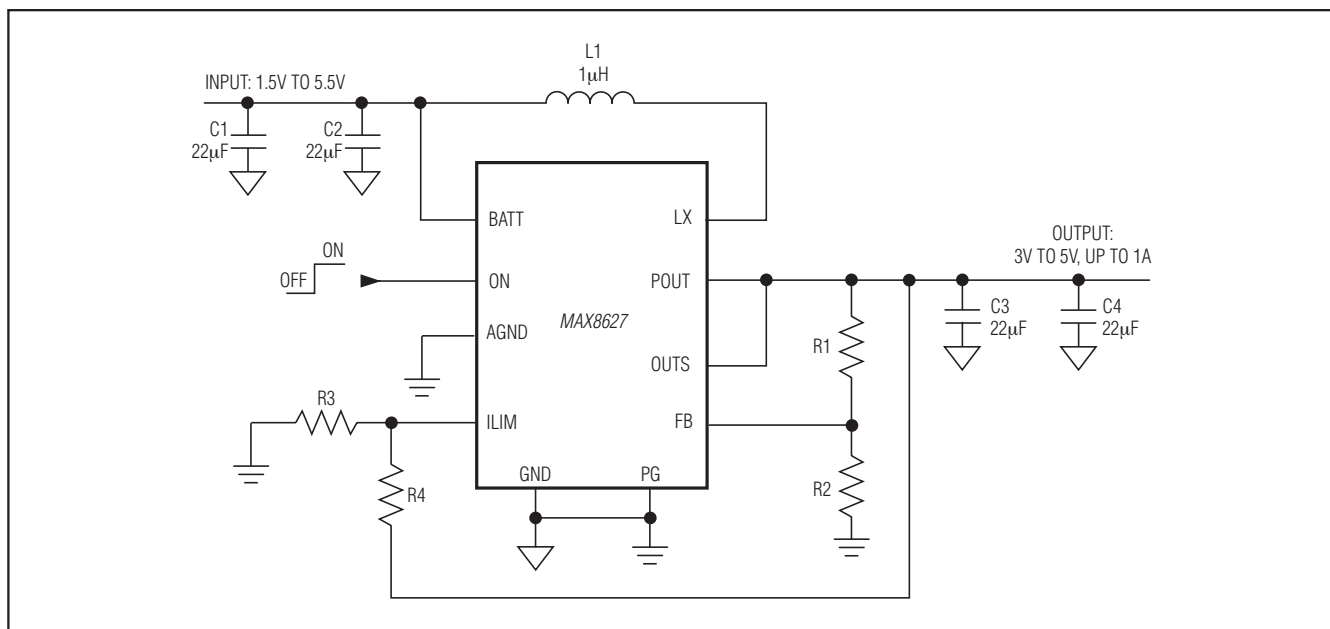 L1
1μH
INPUT: 1.5V TO 5.5V
C1
22μF
C2
22μF
BATT
LX
ON
OFF
ON
OUTPUT:
3V TO 5V, UP TO 1A
POUT
C3
22μF
C4
22μF
AGND
MAX8627
R1
OUTS
R3
ILIM
FB
R4
GND
PG
R2